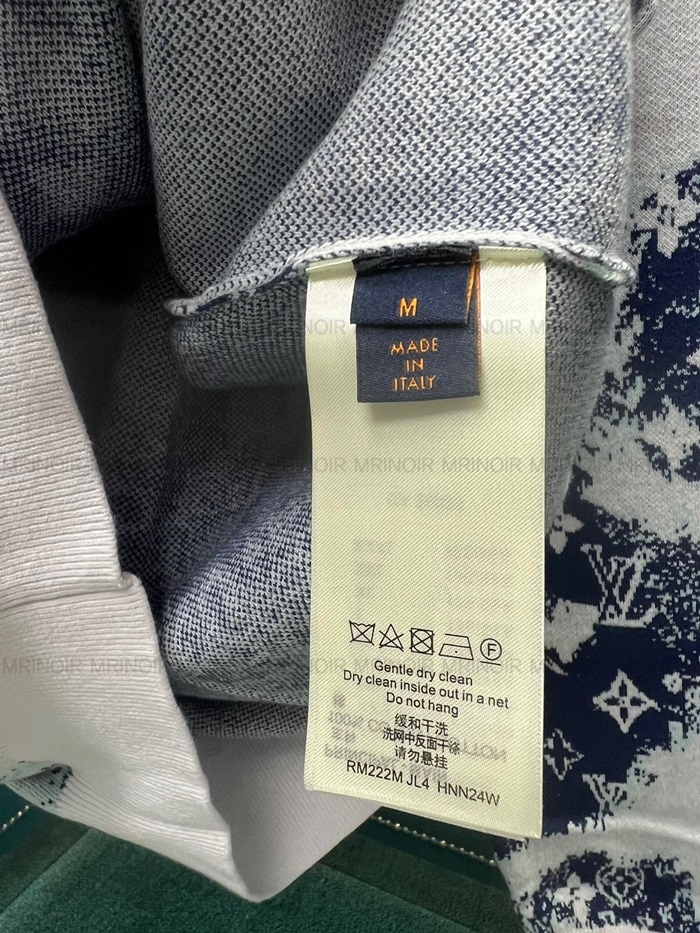 M
MADE
IN
ITALY
MRINOIR MRINOIR MRINOIR
F
Gentle dry clean
Dry clean inside out in a net
Do not hang
缓和干洗
洗网中反面干涤
请勿悬挂
RM222M JL4 HNN24W
LV